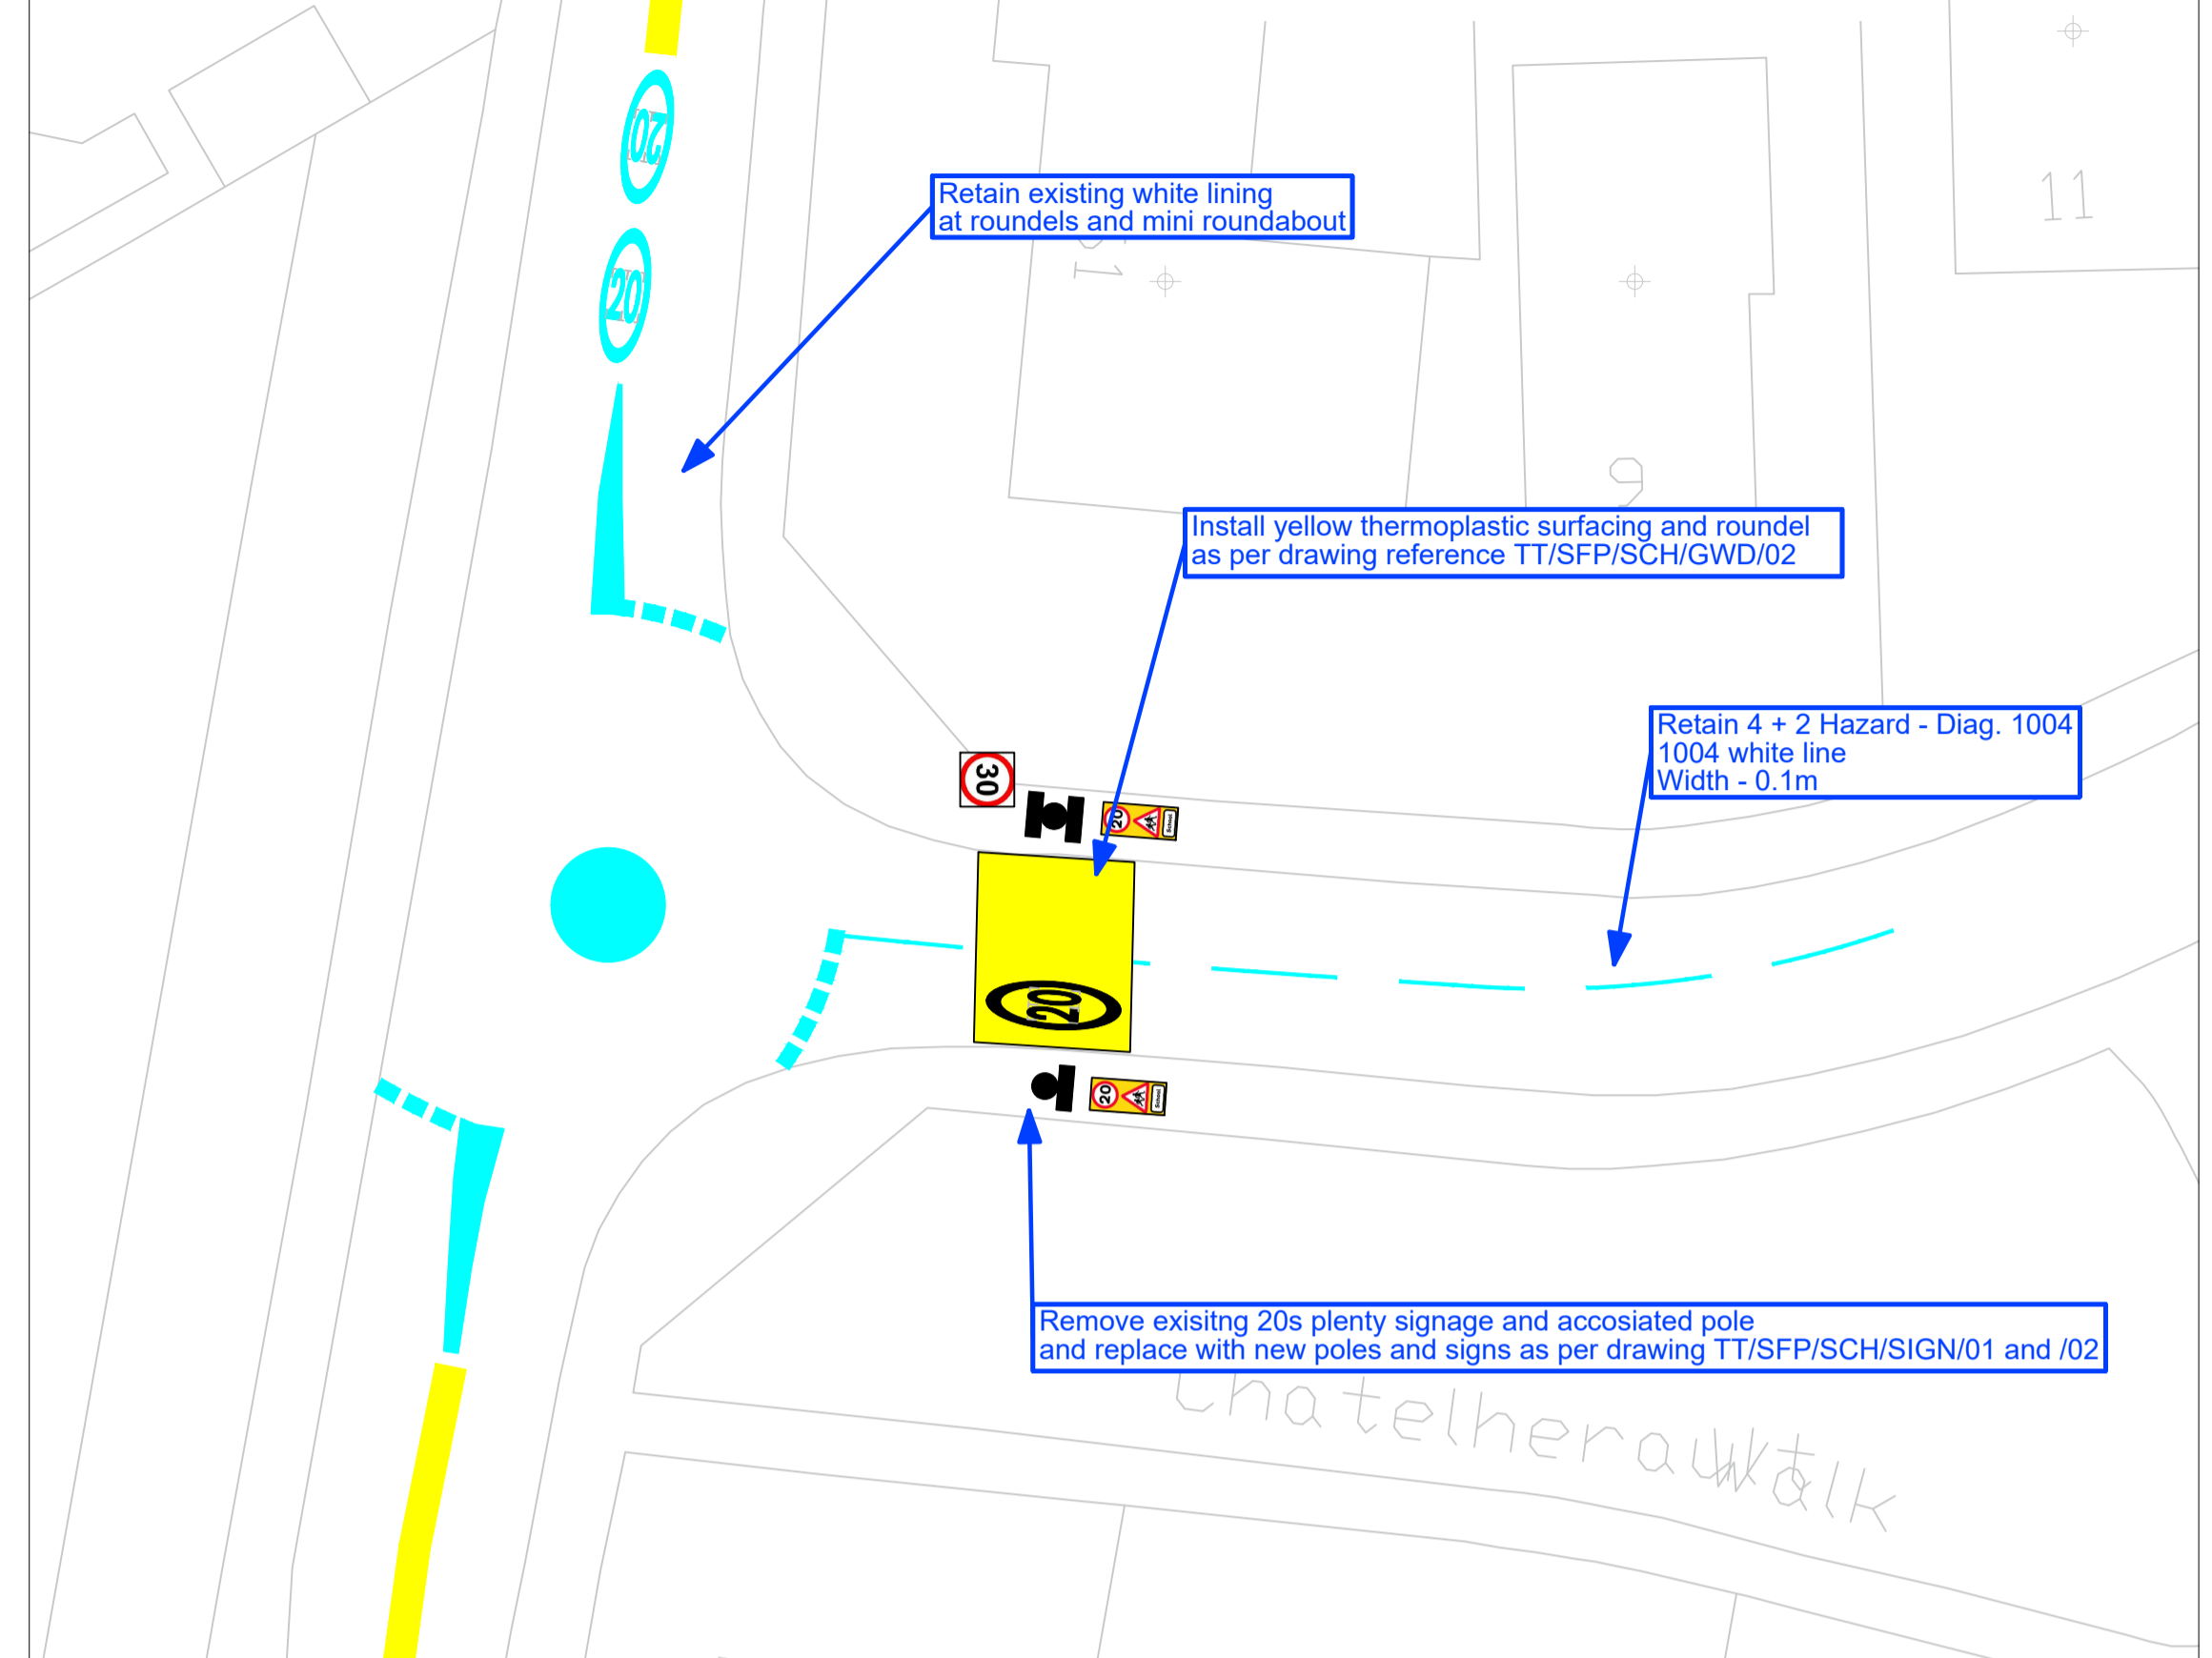 20
20
Retain existing white lining
at roundels and mini roundabout
11
9
Install yellow thermoplastic surfacing and roundel
as per drawing reference TT/SFP/SCH/GWD/02
Retain 4 + 2 Hazard - Diag. 1004
1004 white line
Width - 0.1m
30
20
School
20
20
School
Remove exisitng 20s plenty signage and accosiated pole
and replace with new poles and signs as per drawing TT/SFP/SCH/SIGN/01 and /02